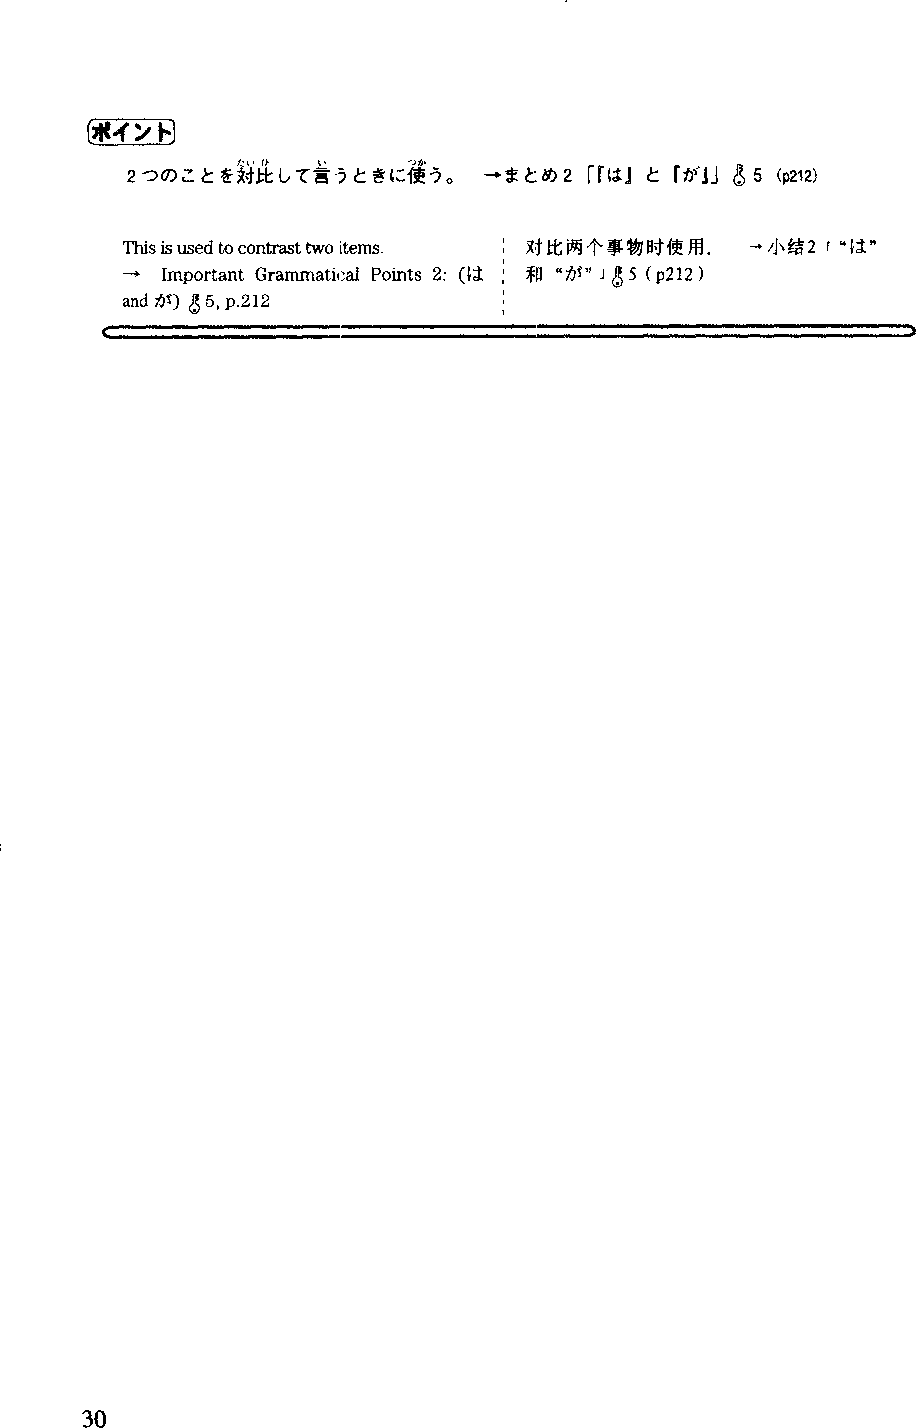 ポイント
2つのことを対比して言うときに使う。 →まとめ2「『は』と『が』」 5 (p212)
This is used to contrast two items.
→ Important Grammatical Points 2: (は
and が) 5, p.212
对比两个事物时使用. →小结2「“は”
和“が”」 5 (p212)
30